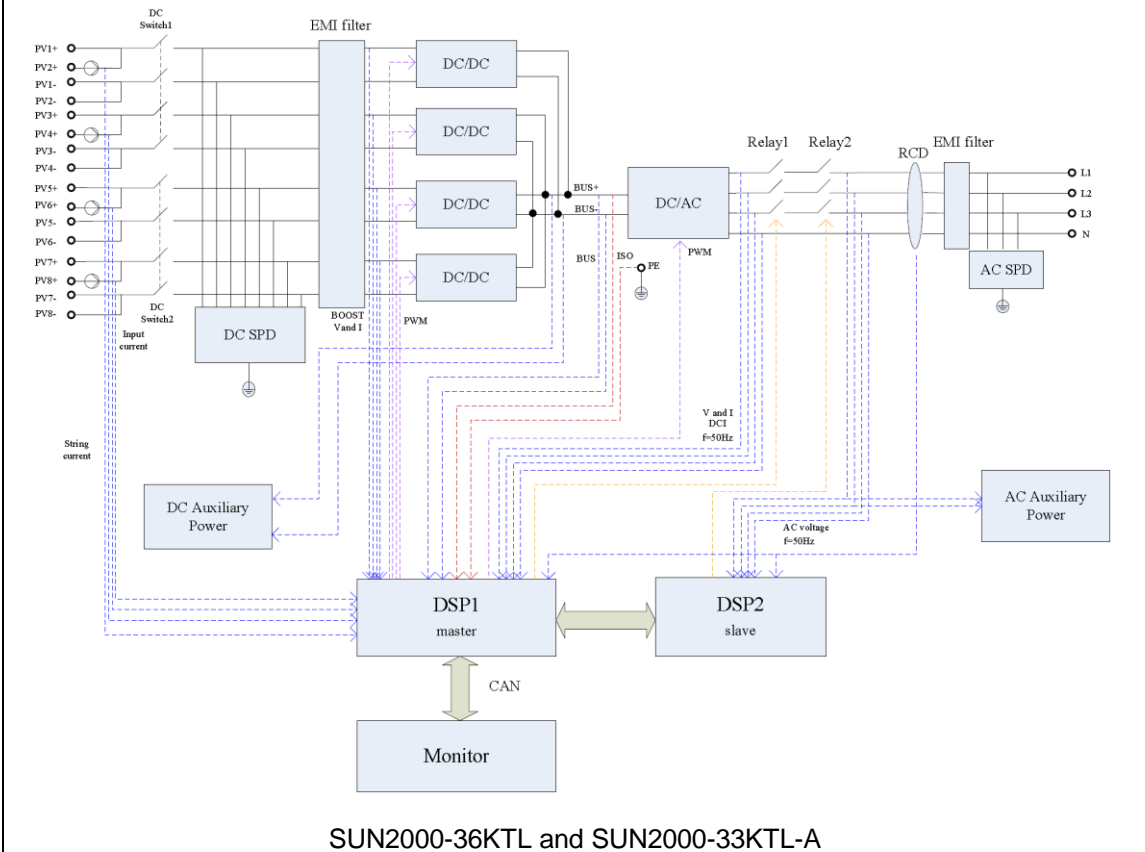 DC
Switch1
EMI filter
PV1+
PV2+
PV1-
PV2-
PV3+
PV4+
PV3-
PV4-
PV5+
PV6+
PV5-
PV6-
PV7+
PV8+
PV7-
PV8-
DC
Switch2
Input
current
String
current
DC SPD
BOOST
Vand I
PWM
DC/DC
DC/DC
DC/DC
DC/DC
BUS+
BUS-
BUS
ISO
PE
DC/AC
PWM
Relay1
Relay2
RCD
EMI filter
L1
L2
L3
N
AC SPD
V and I
DCI
f=50Hz
DC Auxiliary
Power
AC voltage
f=50Hz
AC Auxiliary
Power
DSP1
master
DSP2
slave
CAN
Monitor
SUN2000-36KTL and SUN2000-33KTL-A